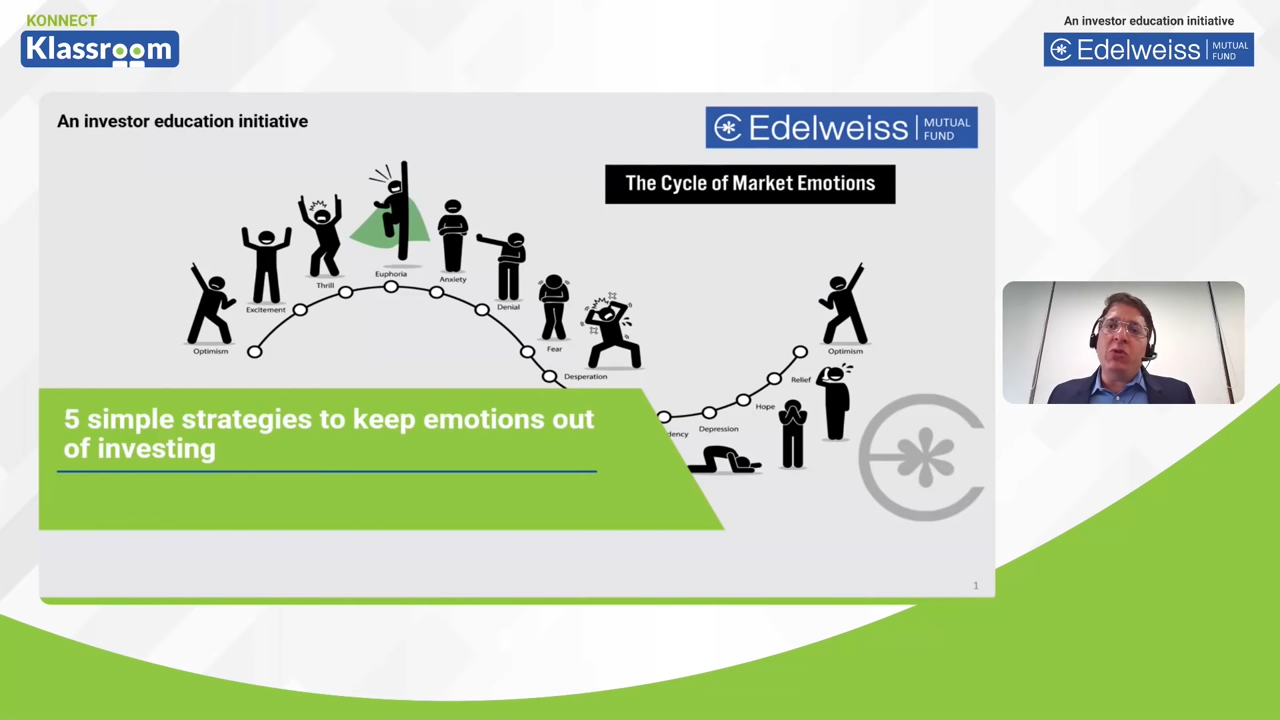 KONNECT
Klassroom
An investor education initiative
Edelweiss
MUTUAL
FUND
An investor education initiative
Edelweiss
MUTUAL
FUND
The Cycle of Market Emotions
Optimism
Excitement
Thrill
Euphoria
Anxiety
Denial
Fear
Desperation
Depression
Hope
Relief
Optimism
5 simple strategies to keep emotions out
of investing
1